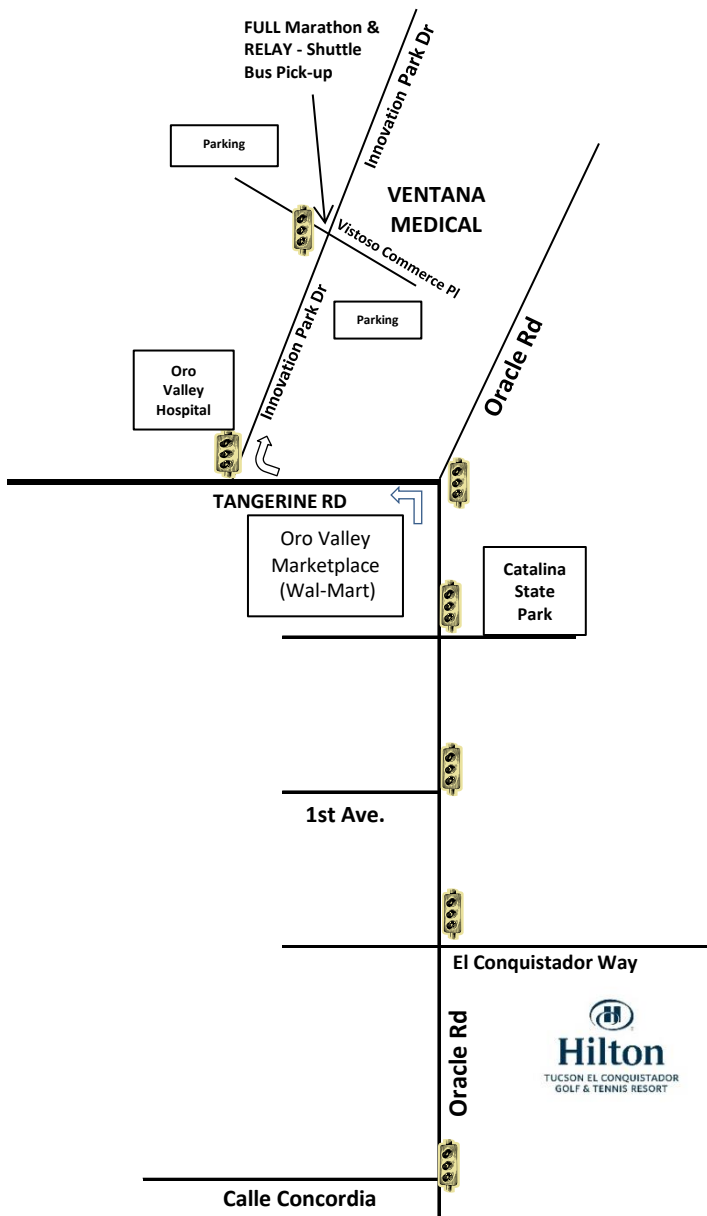 FULL Marathon &
RELAY - Shuttle
Bus Pick-up
Innovation Park Dr
Parking
VENTANA
MEDICAL
Vistoso Commerce Pl
Innovation Park Dr
Parking
Oracle Rd
Oro
Valley
Hospital
TANGERINE RD
Oro Valley
Marketplace
(Wal-Mart)
Catalina
State
Park
1st Ave.
El Conquistador Way
Oracle Rd
H
Hilton
TUCSON EL CONQUISTADOR
GOLF & TENNIS RESORT
Calle Concordia